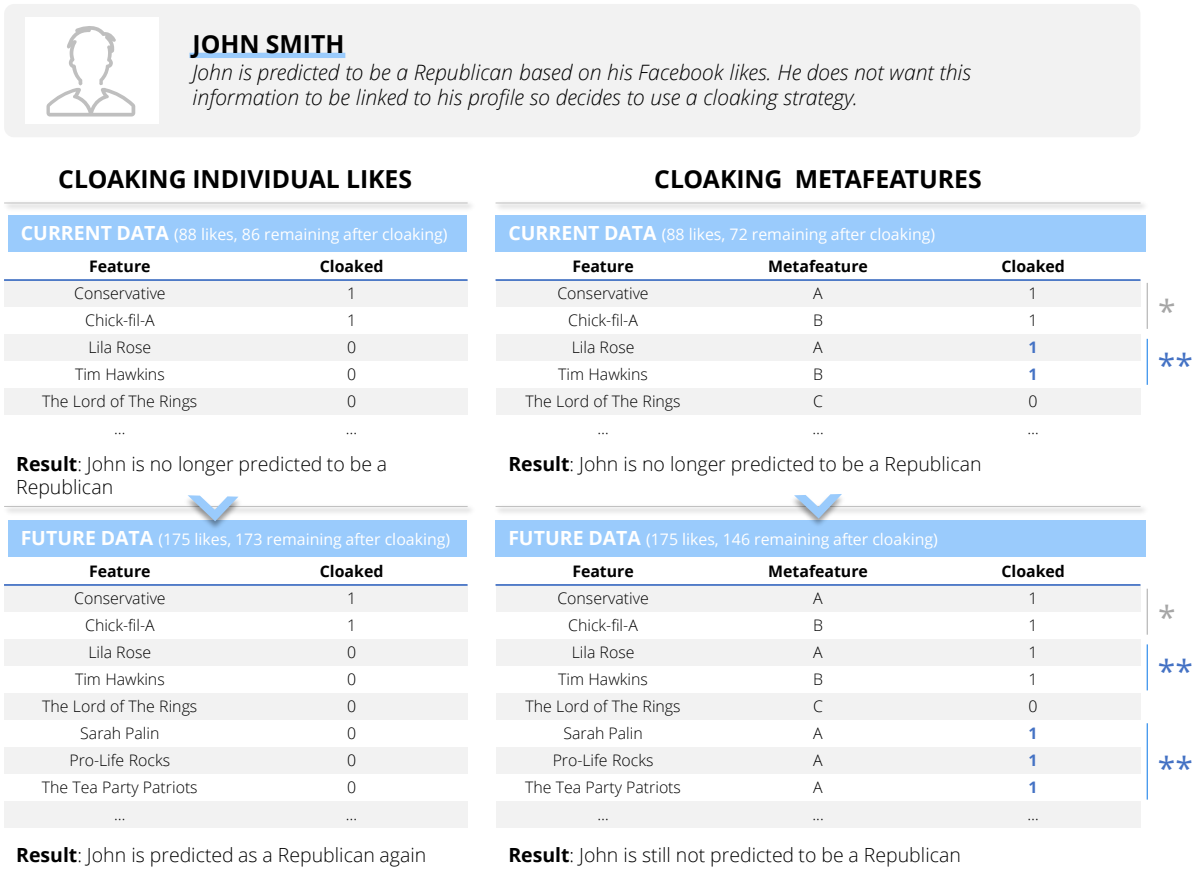 JOHN SMITH
John is predicted to be a Republican based on his Facebook likes. He does not want this
information to be linked to his profile so decides to use a cloaking strategy.
CLOAKING INDIVIDUAL LIKES
CURRENT DATA (88 likes, 86 remaining after cloaking)
Feature Cloaked
Conservative 1
Chick-fil-A 1
Lila Rose 0
Tim Hawkins 0
The Lord of The Rings 0
... ...
Result: John is no longer predicted to be a
Republican
FUTURE DATA (175 likes, 173 remaining after cloaking)
Feature Cloaked
Conservative 1
Chick-fil-A 1
Lila Rose 0
Tim Hawkins 0
The Lord of The Rings 0
Sarah Palin 0
Pro-Life Rocks 0
The Tea Party Patriots 0
... ...
Result: John is predicted as a Republican again
CLOAKING METAFEATURES
CURRENT DATA (88 likes, 72 remaining after cloaking)
Feature Metafeature Cloaked
Conservative A 1
*
Chick-fil-A B 1
Lila Rose A 1
**
Tim Hawkins B 1
The Lord of The Rings C 0
... ... ...
Result: John is no longer predicted to be a Republican
FUTURE DATA (175 likes, 146 remaining after cloaking)
Feature Metafeature Cloaked
Conservative A 1
*
Chick-fil-A B 1
Lila Rose A 1
**
Tim Hawkins B 1
The Lord of The Rings C 0
Sarah Palin A 1
Pro-Life Rocks A 1
**
The Tea Party Patriots A 1
... ... ...
Result: John is still not predicted to be a Republican